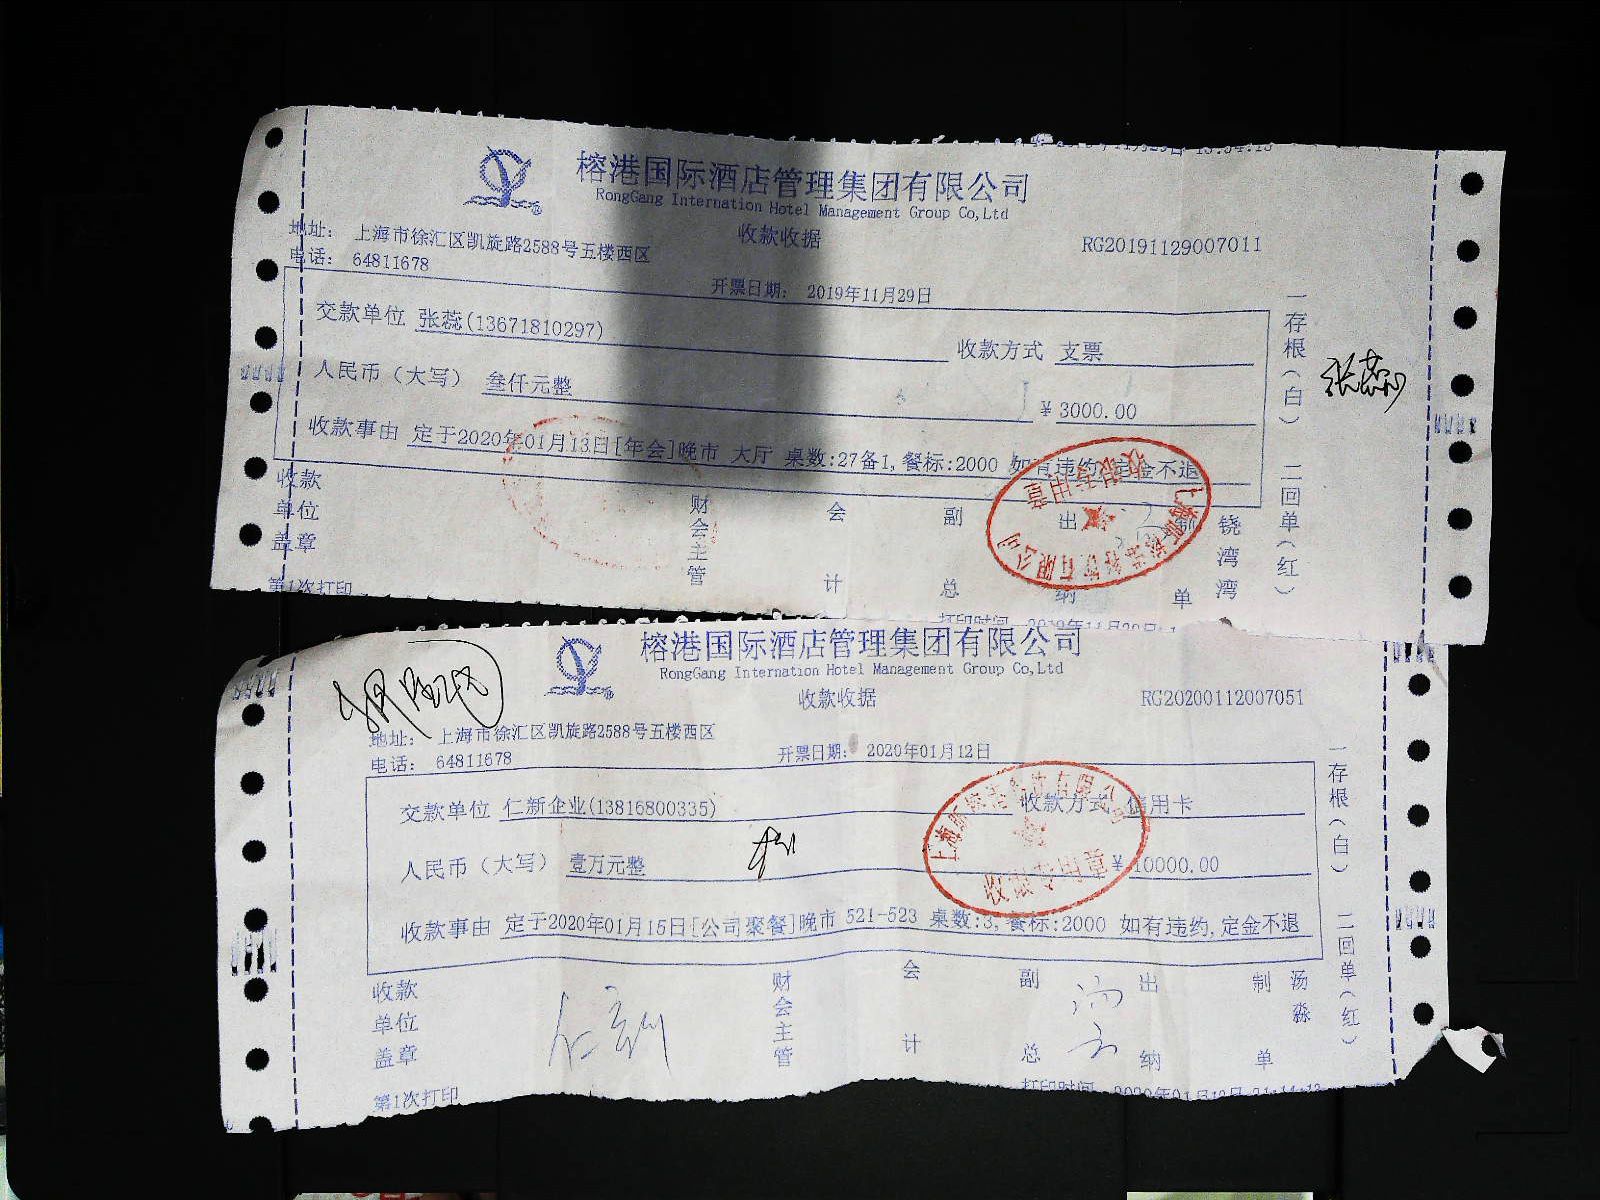 榕港国际酒店管理集团有限公司
RongGang Internation Hotel Management Group Co,Ltd
收款收据
RG20191129007011
地址： 上海市徐汇区凯旋路2588号五楼西区
电话： 64811678
开票日期： 2019年11月29日
交款单位 张蕊(13671810297)
收款方式 支票
人民币（大写） 叁仟元整
¥ 3000.00
收款事由 定于2020年01月13日[年会]晚市 大厅 桌数:27备1,餐标:2000 如有违约,定金不退
收款单位盖章
财会主管
会计
副总
出纳
制单
铙湾湾
一存根（白） 二回单（红）
张蕊
第1次打印
打印时间
榕港国际酒店管理集团有限公司
RongGang Internation Hotel Management Group Co,Ltd
收款收据
RG20200112007051
地址： 上海市徐汇区凯旋路2588号五楼西区
电话： 64811678
开票日期： 2020年01月12日
交款单位 仁新企业(13816800335)
收款方式 信用卡
人民币（大写） 壹万元整
¥ 10000.00
收款事由 定于2020年01月15日[公司聚餐]晚市 521-523 桌数:3,餐标:2000 如有违约,定金不退
收款单位盖章
财会主管
会计
副总
出纳
制单
汤淼
一存根（白） 二回单（红）
第1次打印
打印时间